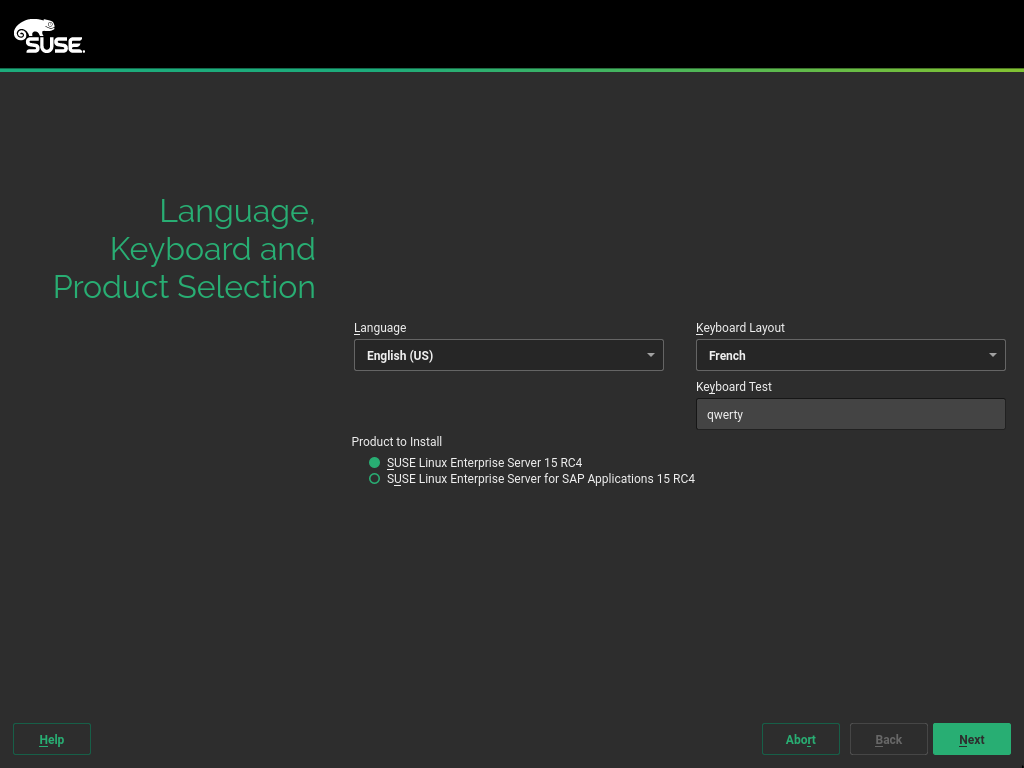 SUSE.
Language,
Keyboard and
Product Selection
Language
Keyboard Layout
English (US)
French
Keyboard Test
qwerty
Product to Install
SUSE Linux Enterprise Server 15 RC4
SUSE Linux Enterprise Server for SAP Applications 15 RC4
Help
Abort
Back
Next